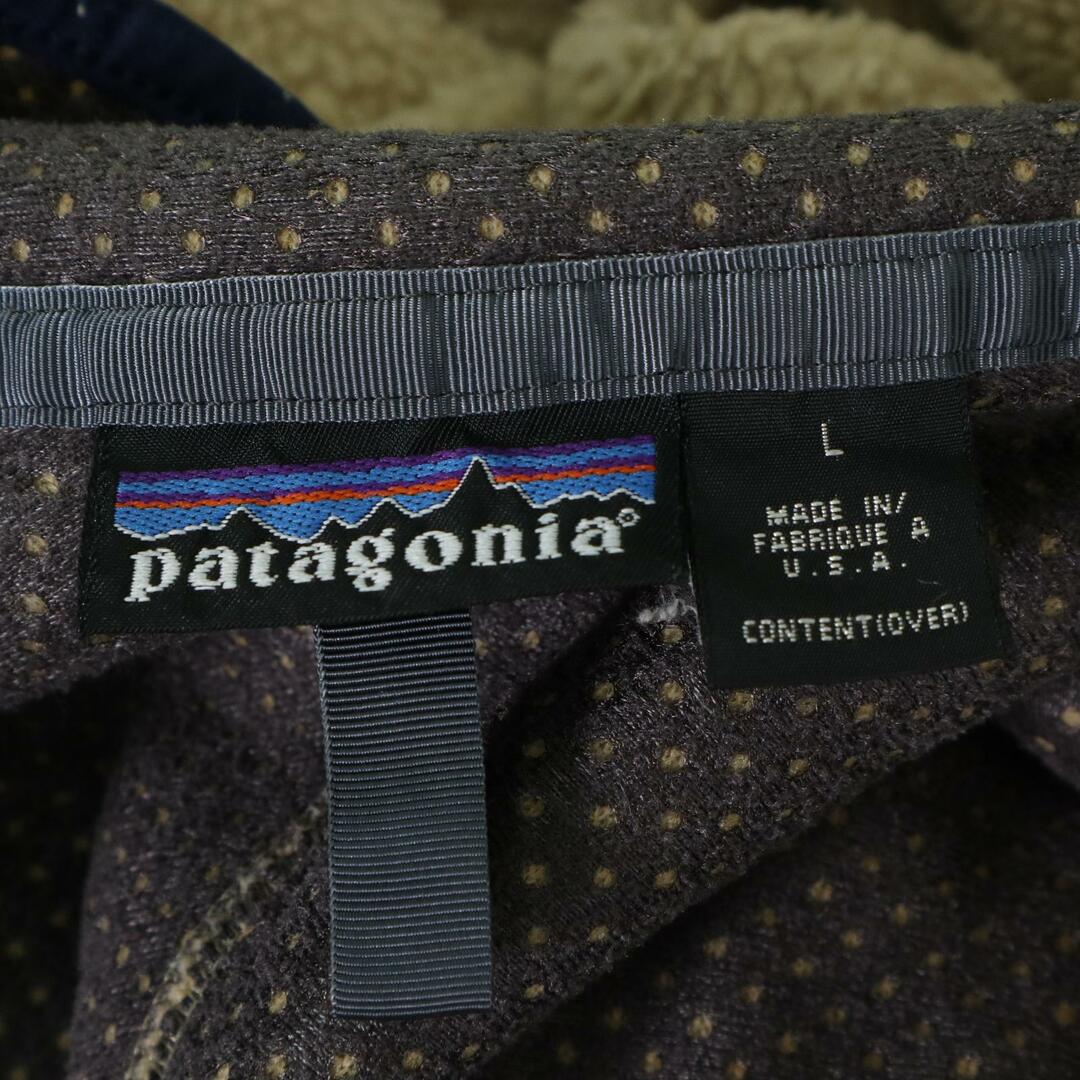 patagonia®
L
MADE IN/
FABRIQUE A
U.S.A.
CONTENT(OVER)